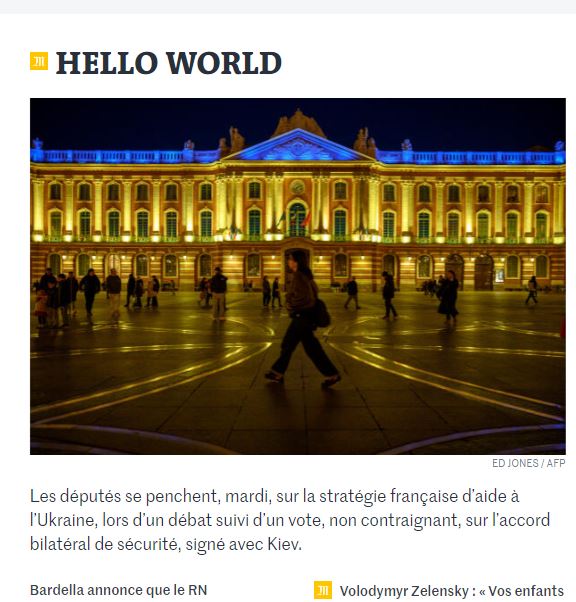 HELLO WORLD
ED JONES / AFP
Les députés se penchent, mardi, sur la stratégie française d’aide à
l’Ukraine, lors d’un débat suivi d’un vote, non contraignant, sur l’accord
bilatéral de sécurité, signé avec Kiev.
Bardella annonce que le RN
Volodymyr Zelensky : « Vos enfants